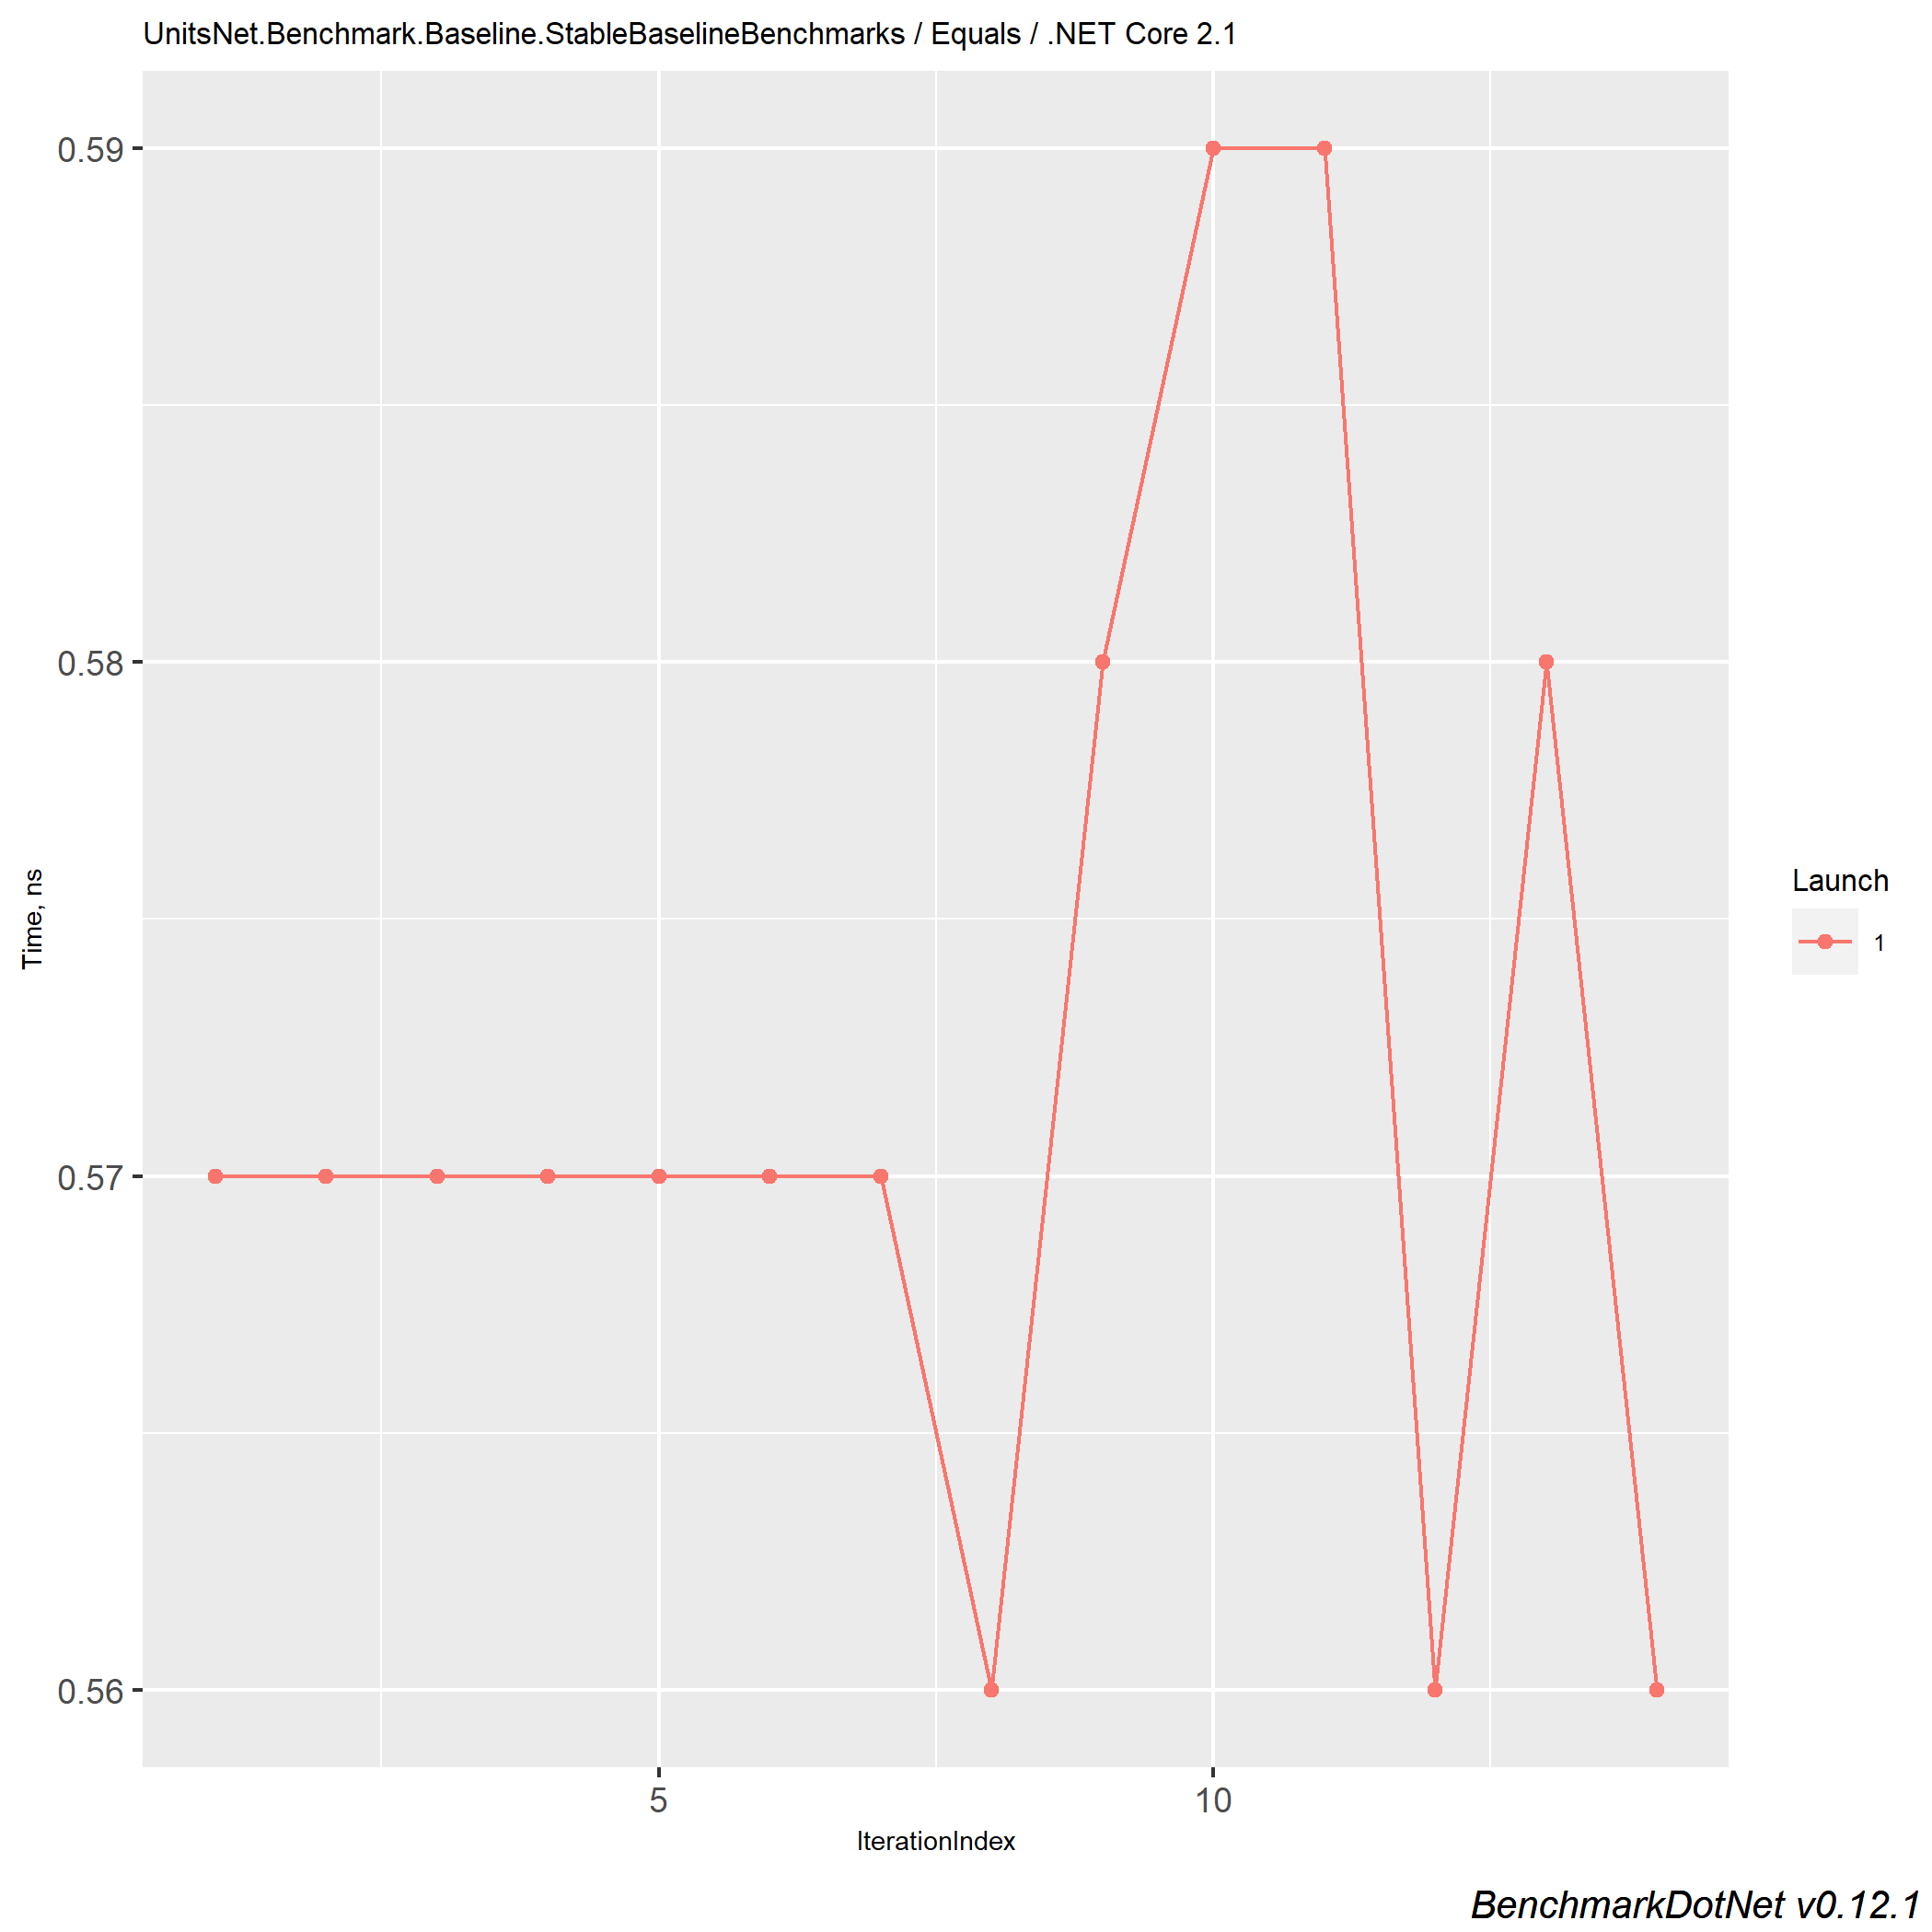 UnitsNet.Benchmark.Baseline.StableBaselineBenchmarks / Equals / .NET Core 2.1
0.59
0.58
0.57
0.56
Time, ns
5
10
IterationIndex
Launch
1
BenchmarkDotNet v0.12.1